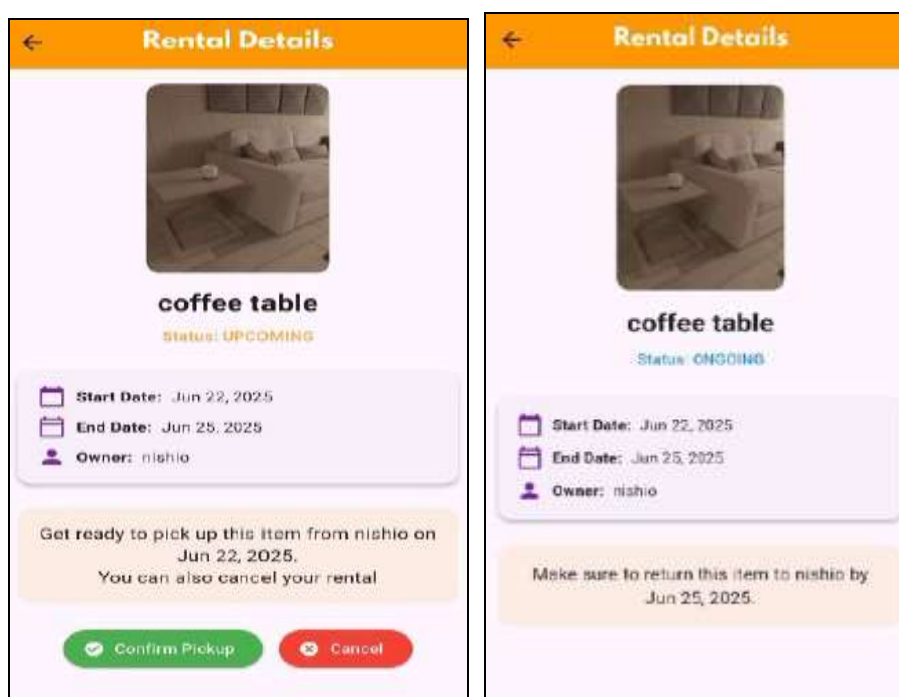 Rental Details
coffee table
Status: UPCOMING
Start Date: Jun 22, 2025
End Date: Jun 25, 2025
Owner: nishio
Get ready to pick up this item from nishio on
Jun 22, 2025.
You can also cancel your rental
Confirm Pickup
Cancel
Rental Details
coffee table
Status: ONGOING
Start Date: Jun 22, 2025
End Date: Jun 25, 2025
Owner: nishio
Make sure to return this item to nishio by
Jun 25, 2025.